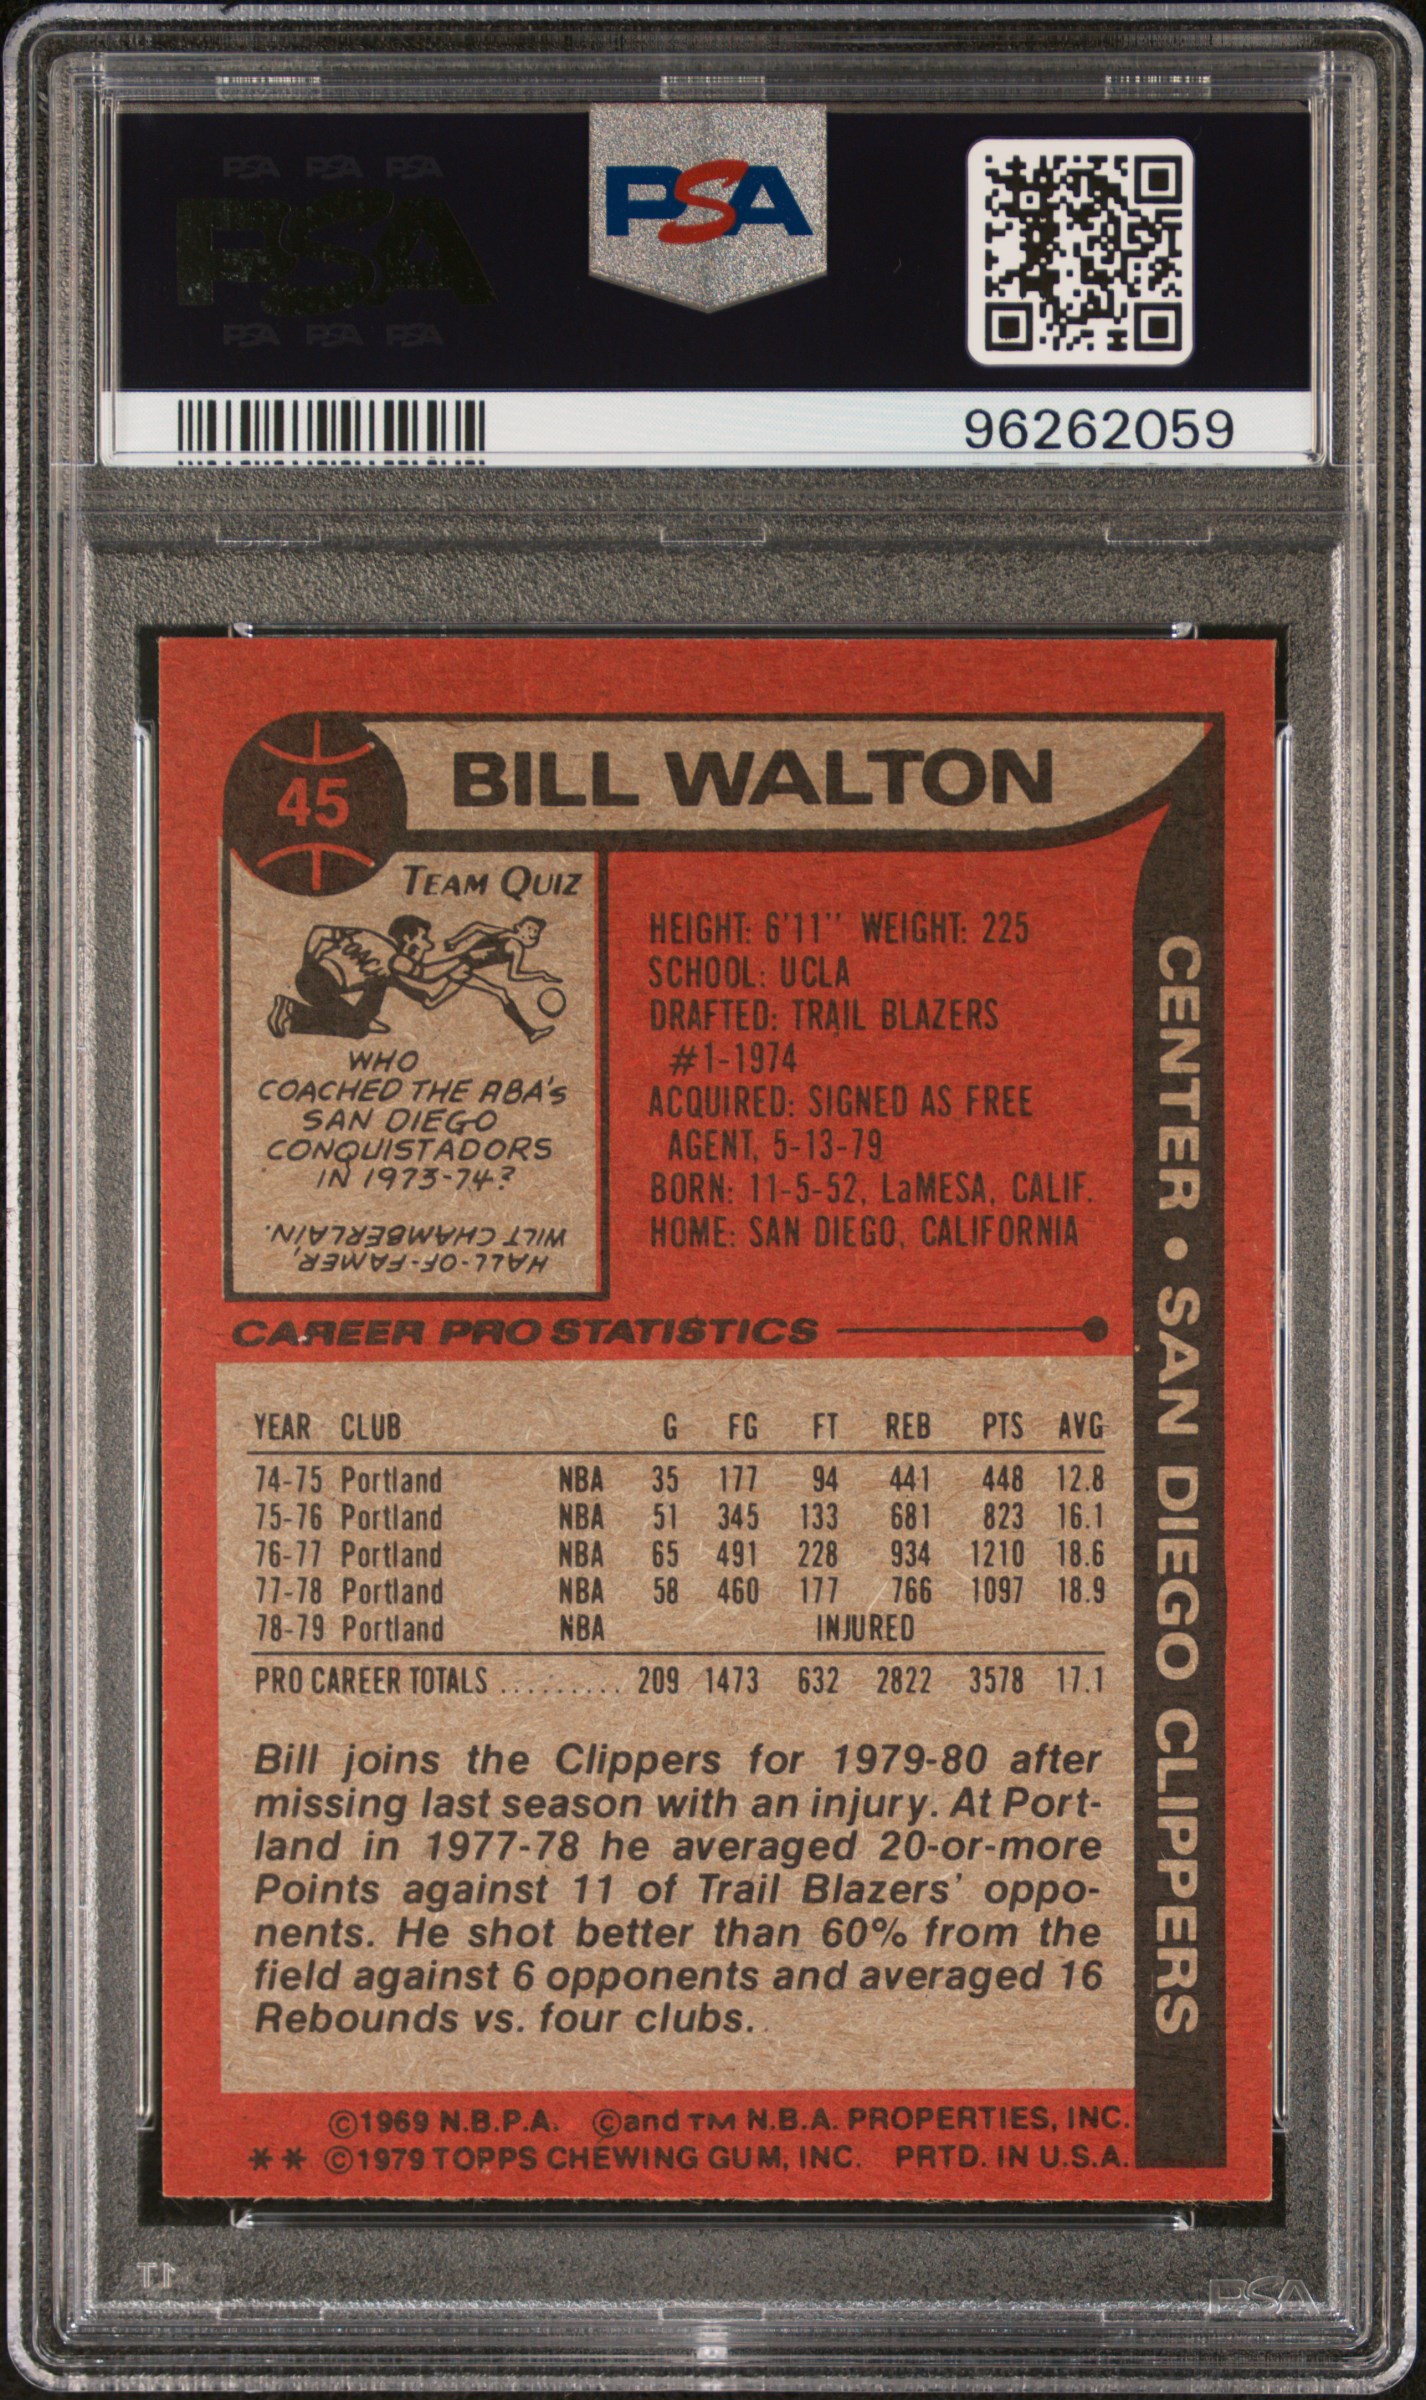 PSA PSA PSA
PSA
PSA PSA PSA
PSA
96262059
45
BILL WALTON
TEAM QUIZ
COACH
WHO
COACHED THE ABA's
SAN DIEGO
CONQUISTADORS
IN 1973-74?
HALL-OF-FAMER,
WILT CHAMBERLAIN.
HEIGHT: 6'11" WEIGHT: 225
SCHOOL: UCLA
DRAFTED: TRAIL BLAZERS
#1-1974
ACQUIRED: SIGNED AS FREE
AGENT, 5-13-79
BORN: 11-5-52, LaMESA, CALIF.
HOME: SAN DIEGO, CALIFORNIA
CENTER • SAN DIEGO CLIPPERS
CAREER PRO STATISTICS
YEAR CLUB G FG FT REB PTS AVG
74-75 Portland NBA 35 177 94 441 448 12.8
75-76 Portland NBA 51 345 133 681 823 16.1
76-77 Portland NBA 65 491 228 934 1210 18.6
77-78 Portland NBA 58 460 177 766 1097 18.9
78-79 Portland NBA INJURED
PRO CAREER TOTALS ......... 209 1473 632 2822 3578 17.1
Bill joins the Clippers for 1979-80 after
missing last season with an injury. At Port-
land in 1977-78 he averaged 20-or-more
Points against 11 of Trail Blazers' oppo-
nents. He shot better than 60% from the
field against 6 opponents and averaged 16
Rebounds vs. four clubs.
©1969 N.B.P.A. ©and TM N.B.A. PROPERTIES, INC.
** ©1979 TOPPS CHEWING GUM, INC. PRTD. IN U.S.A.
PSA